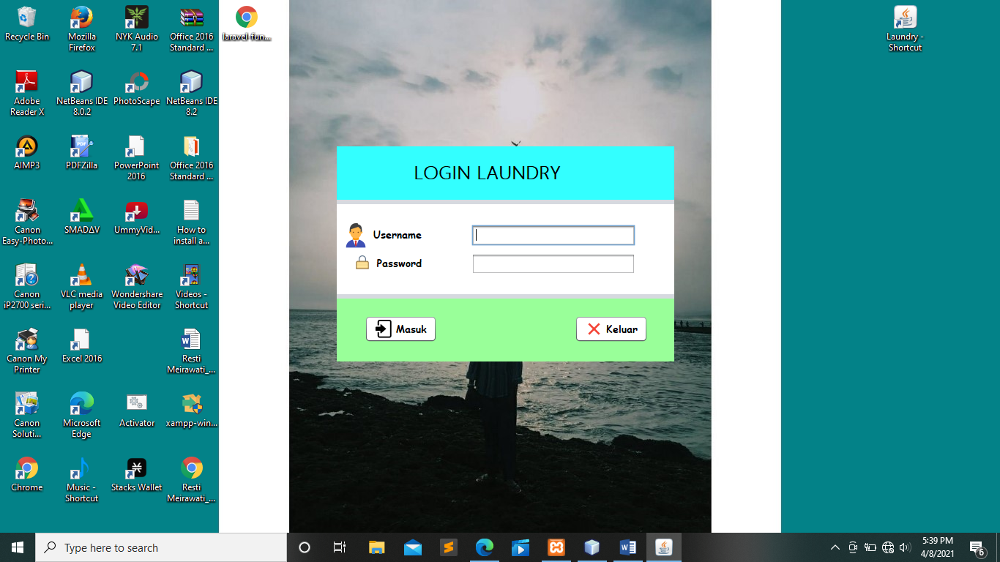 Recycle Bin
Mozilla
Firefox
NYK Audio
7.1
Office 2016
Standard ...
laravel-fun...
Laundry -
Shortcut
Adobe
Reader X
NetBeans IDE
8.0.2
PhotoScape
NetBeans IDE
8.2
AIMP3
PDFZilla
PowerPoint
2016
Office 2016
Standard ...
LOGIN LAUNDRY
Canon
Easy-Photo...
SMADΔV
UmmyVid...
How to
install a...
Username
Password
Canon
iP2700 seri...
VLC media
player
Wondershare
Video Editor
Videos -
Shortcut
Masuk
Keluar
Canon My
Printer
Excel 2016
Resti
Meirawati_...
Canon
Soluti...
Microsoft
Edge
Activator
xampp-win...
Chrome
Music -
Shortcut
Stacks Wallet
Resti
Meirawati_...
Type here to search
5:39 PM
4/8/2021
6